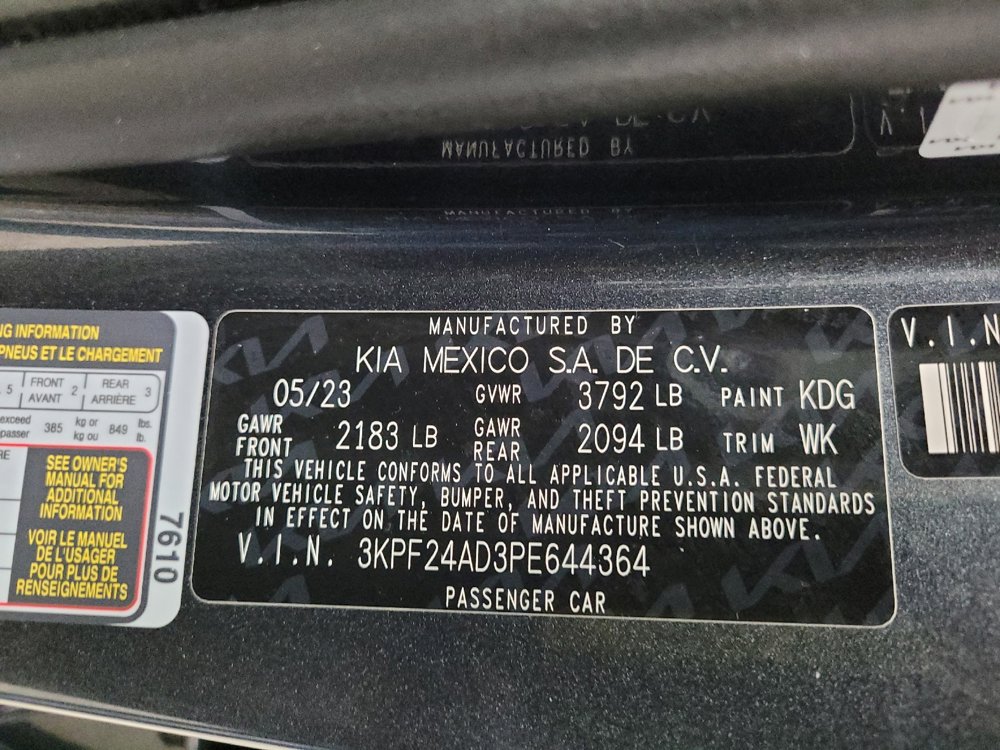 MANUFACTURED BY
V.I
NG INFORMATION
PNEUS ET LE CHARGEMENT
5 FRONT AVANT 2 REAR ARRIÈRE 3
exceed
passer 385 kg or kg ou 849 lbs. lb.
RE
SEE OWNER'S
MANUAL FOR
ADDITIONAL
INFORMATION
VOIR LE MANUEL
DE L'USAGER
POUR PLUS DE
RENSEIGNEMENTS
7610
MANUFACTURED BY
KIA MEXICO S.A. DE C.V.
05/23 GVWR 3792 LB PAINT KDG
GAWR FRONT 2183 LB GAWR REAR 2094 LB TRIM WK
THIS VEHICLE CONFORMS TO ALL APPLICABLE U.S.A. FEDERAL
MOTOR VEHICLE SAFETY, BUMPER, AND THEFT PREVENTION STANDARDS
IN EFFECT ON THE DATE OF MANUFACTURE SHOWN ABOVE.
V.I.N. 3KPF24AD3PE644364
PASSENGER CAR
V.I.N